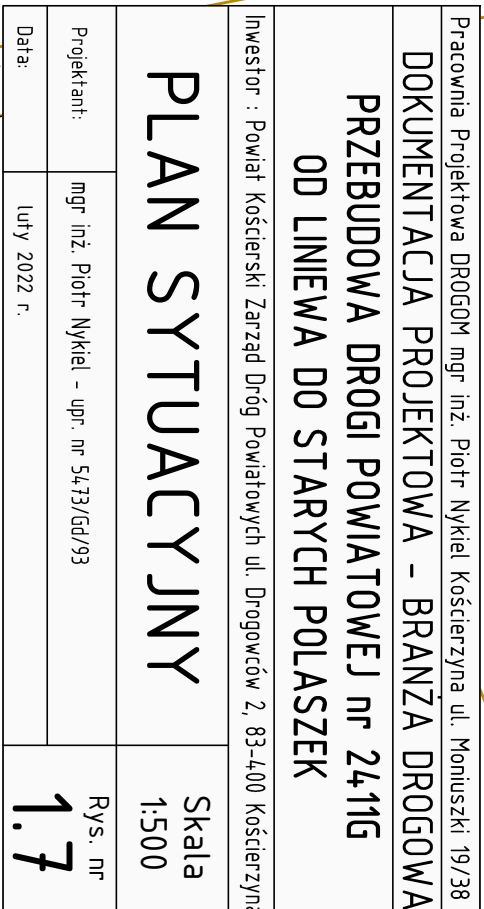 Pracownia Projektowa DROGOM mgr inż. Piotr Nykiel Kościerzyna ul. Moniuszki 19/38
DOKUMENTACJA PROJEKTOWA - BRANŻA DROGOWA
PRZEBUDOWA DROGI POWIATOWEJ nr 2411G
OD LINIEWA DO STARYCH POLASZEK
Inwestor : Powiat Kościerski Zarząd Dróg Powiatowych ul. Drogowców 2, 83-400 Kościerzyna
PLAN SYTUACYJNY
Skala
1:500
Projektant:
mgr inż. Piotr Nykiel - upr. nr 5473/Gd/93
Rys. nr
1.7
Data:
luty 2022 r.